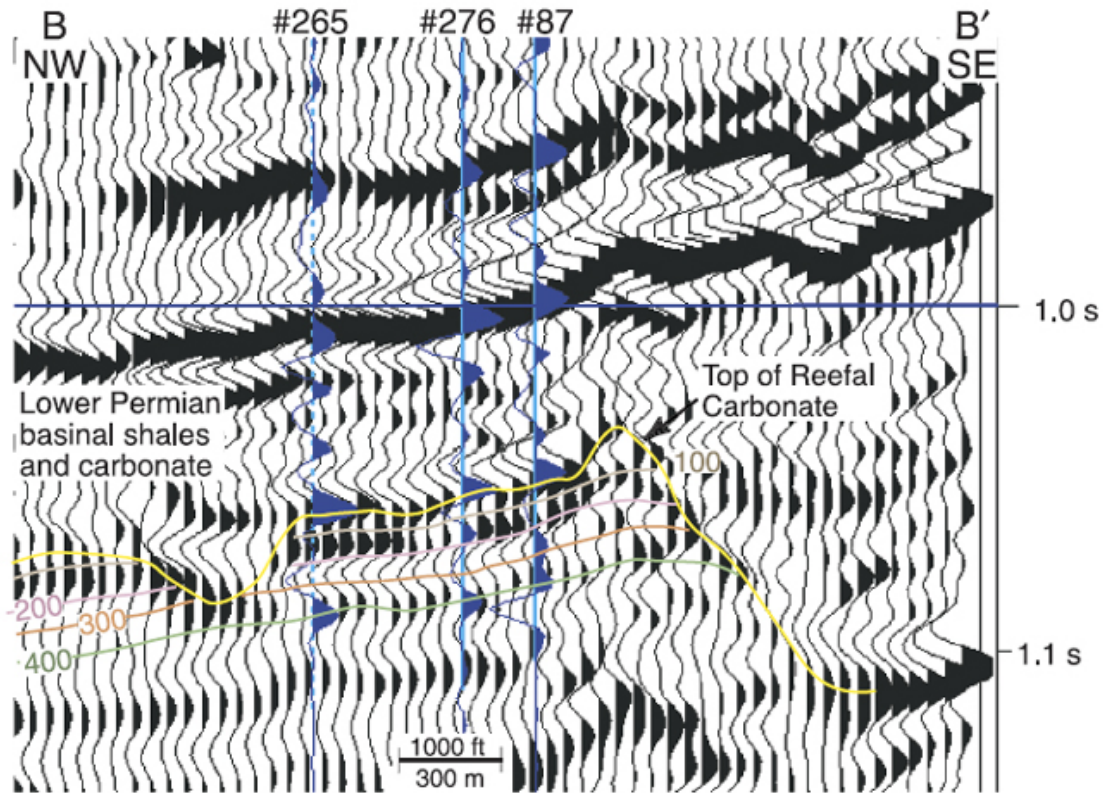 B
NW
#265
#276
#87
B′
SE
1.0 s
Top of Reefal
Carbonate
Lower Permian
basinal shales
and carbonate
100
-200
300
400
1.1 s
1000 ft
300 m